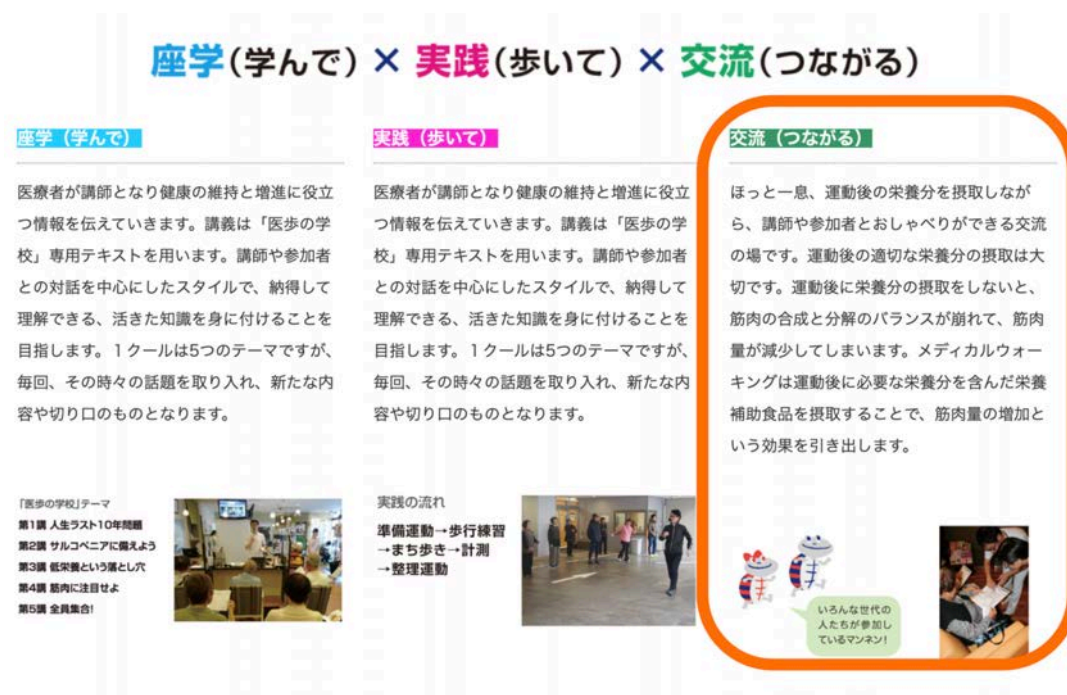 座学(学んで)×実践(歩いて)×交流(つながる)
座学（学んで）
医療者が講師となり健康の維持と増進に役立
つ情報を伝えていきます。講義は「医歩の学
校」専用テキストを用います。講師や参加者
との対話を中心にしたスタイルで、納得して
理解できる、活きた知識を身に付けることを
目指します。１クールは5つのテーマですが、
毎回、その時々の話題を取り入れ、新たな内
容や切り口のものとなります。
「医歩の学校」テーマ
第1講 人生ラスト10年問題
第2講 サルコペニアに備えよう
第3講 低栄養という落とし穴
第4講 筋肉に注目せよ
第5講 全員集合!
実践（歩いて）
医療者が講師となり健康の維持と増進に役立
つ情報を伝えていきます。講義は「医歩の学
校」専用テキストを用います。講師や参加者
との対話を中心にしたスタイルで、納得して
理解できる、活きた知識を身に付けることを
目指します。１クールは5つのテーマですが、
毎回、その時々の話題を取り入れ、新たな内
容や切り口のものとなります。
実践の流れ
準備運動→歩行練習
→まち歩き→計測
→整理運動
交流（つながる）
ほっと一息、運動後の栄養分を摂取しなが
ら、講師や参加者とおしゃべりができる交流
の場です。運動後の適切な栄養分の摂取は大
切です。運動後に栄養分の摂取をしないと、
筋肉の合成と分解のバランスが崩れて、筋肉
量が減少してしまいます。メディカルウォー
キングは運動後に必要な栄養分を含んだ栄養
補助食品を摂取することで、筋肉量の増加と
いう効果を引き出します。
いろんな世代の
人たちが参加し
ているマンネン!